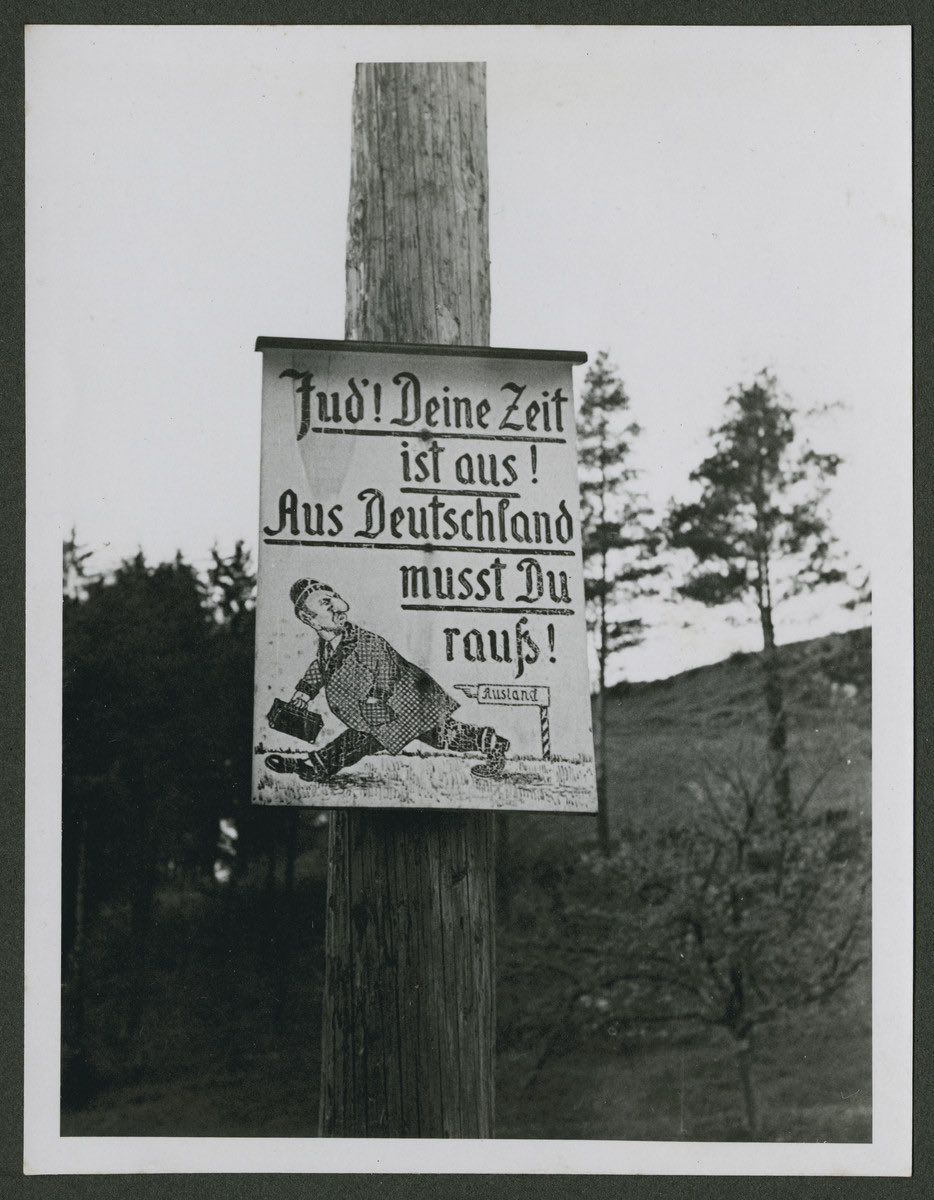 Jud! Deine Zeit
ist aus!
Aus Deutschland
musst Du
rauß!
Ausland